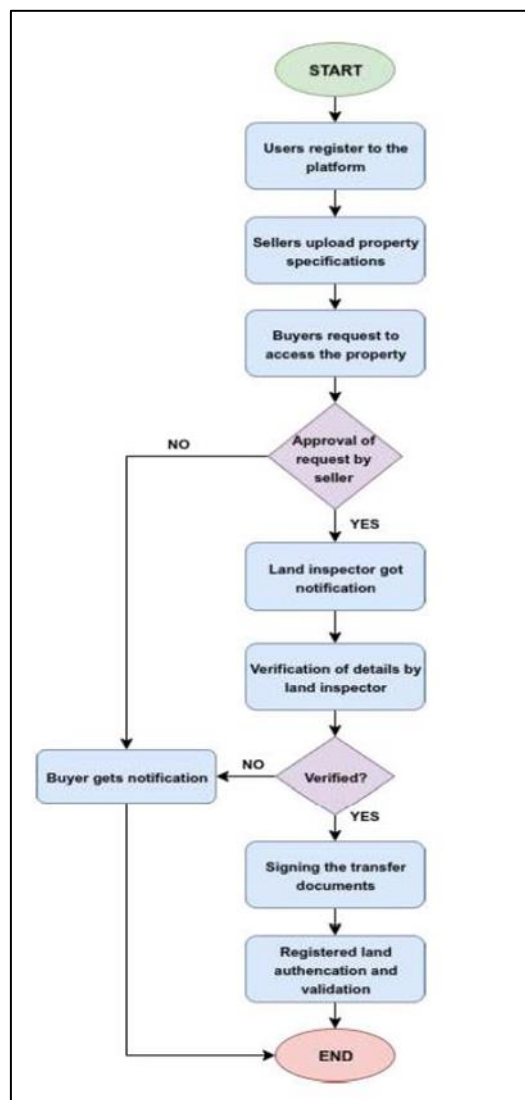 START
Users register to the
platform
Sellers upload property
specifications
Buyers request to
access the property
Approval of
request by
seller
NO
YES
Land inspector got
notification
Verification of details by
land inspector
Buyer gets notification
NO
Verified?
YES
Signing the transfer
documents
Registered land
authencation and
validation
END